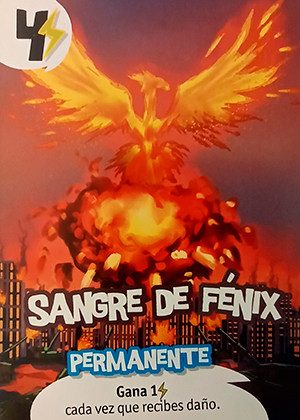 4
SANGRE DE FÉNIX
PERMANENTE
Gana 1
cada vez que recibes daño.